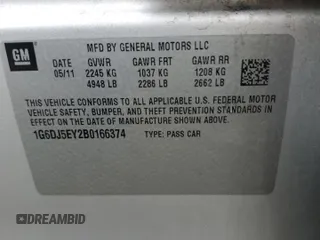 GM
MFD BY GENERAL MOTORS LLC
05/11 GVWR GAWR FRT GAWR RR
2245 KG 1037 KG 1208 KG
4948 LB 2286 LB 2662 LB
THIS VEHICLE CONFORMS TO ALL APPLICABLE U.S. FEDERAL MOTOR
VEHICLE SAFETY, BUMPER, AND THEFT PREVENTION STANDARDS IN
EFFECT ON THE DATE OF MANUFACTURE SHOWN ABOVE.
1G6DJ5EY2B0166374 TYPE: PASS CAR